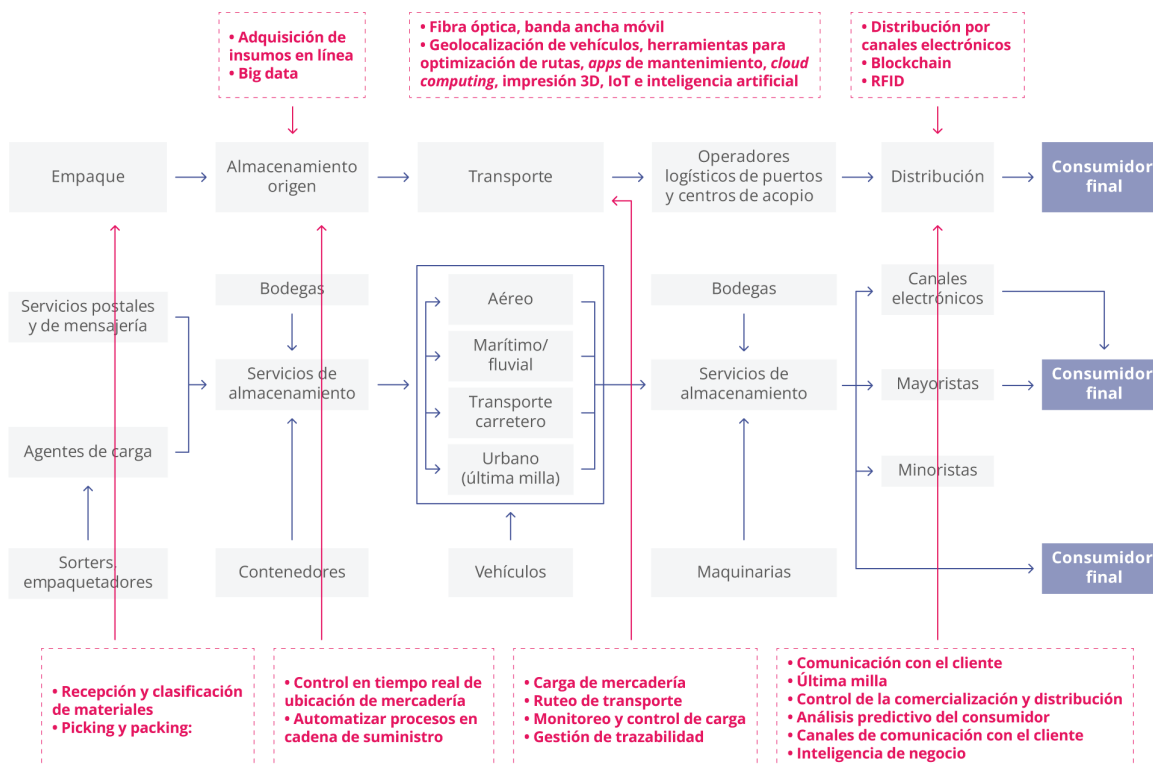 • Adquisición de
insumos en línea
• Big data
• Fibra óptica, banda ancha móvil
• Geolocalización de vehículos, herramientas para
optimización de rutas, apps de mantenimiento, cloud
computing, impresión 3D, IoT e inteligencia artificial
• Distribución por
canales electrónicos
• Blockchain
• RFID
Empaque
Almacenamiento
origen
Transporte
Operadores
logísticos de puertos
y centros de acopio
Distribución
Consumidor
final
Servicios postales
y de mensajería
Bodegas
Aéreo
Bodegas
Canales
electrónicos
Servicios de
almacenamiento
Marítimo/
fluvial
Servicios de
almacenamiento
Mayoristas
Consumidor
final
Agentes de carga
Transporte
carretero
Urbano
(última milla)
Minoristas
Sorters,
empaquetadores
Contenedores
Vehículos
Maquinarias
Consumidor
final
• Recepción y clasificación
de materiales
• Picking y packing:
• Control en tiempo real de
ubicación de mercadería
• Automatizar procesos en
cadena de suministro
• Carga de mercadería
• Ruteo de transporte
• Monitoreo y control de carga
• Gestión de trazabilidad
• Comunicación con el cliente
• Última milla
• Control de la comercialización y distribución
• Análisis predictivo del consumidor
• Canales de comunicación con el cliente
• Inteligencia de negocio